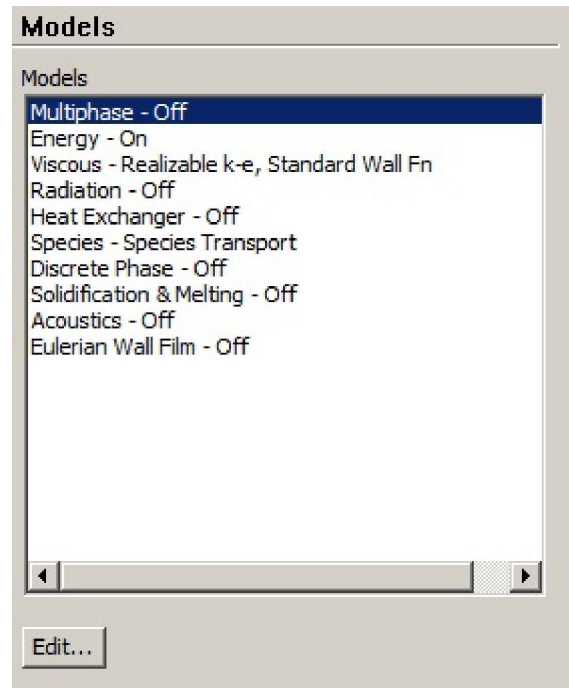 Models
Models
Multiphase - Off
Energy - On
Viscous - Realizable k-e, Standard Wall Fn
Radiation - Off
Heat Exchanger - Off
Species - Species Transport
Discrete Phase - Off
Solidification & Melting - Off
Acoustics - Off
Eulerian Wall Film - Off
Edit...